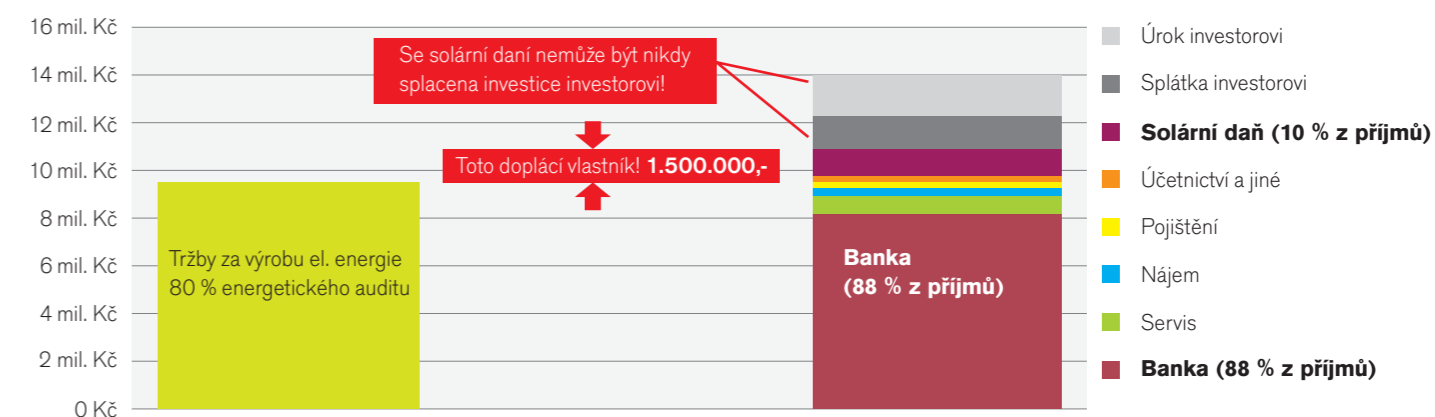 16 mil. Kč
14 mil. Kč
12 mil. Kč
10 mil. Kč
8 mil. Kč
6 mil. Kč
4 mil. Kč
2 mil. Kč
0 Kč
Tržby za výrobu el. energie
80 % energetického auditu
Se solární daní nemůže být nikdy
splacena investice investorovi!
Toto doplácí vlastník! 1.500.000,-
Banka
(88 % z příjmů)
Úrok investorovi
Splátka investorovi
Solární daň (10 % z příjmů)
Účetnictví a jiné
Pojištění
Nájem
Servis
Banka (88 % z příjmů)